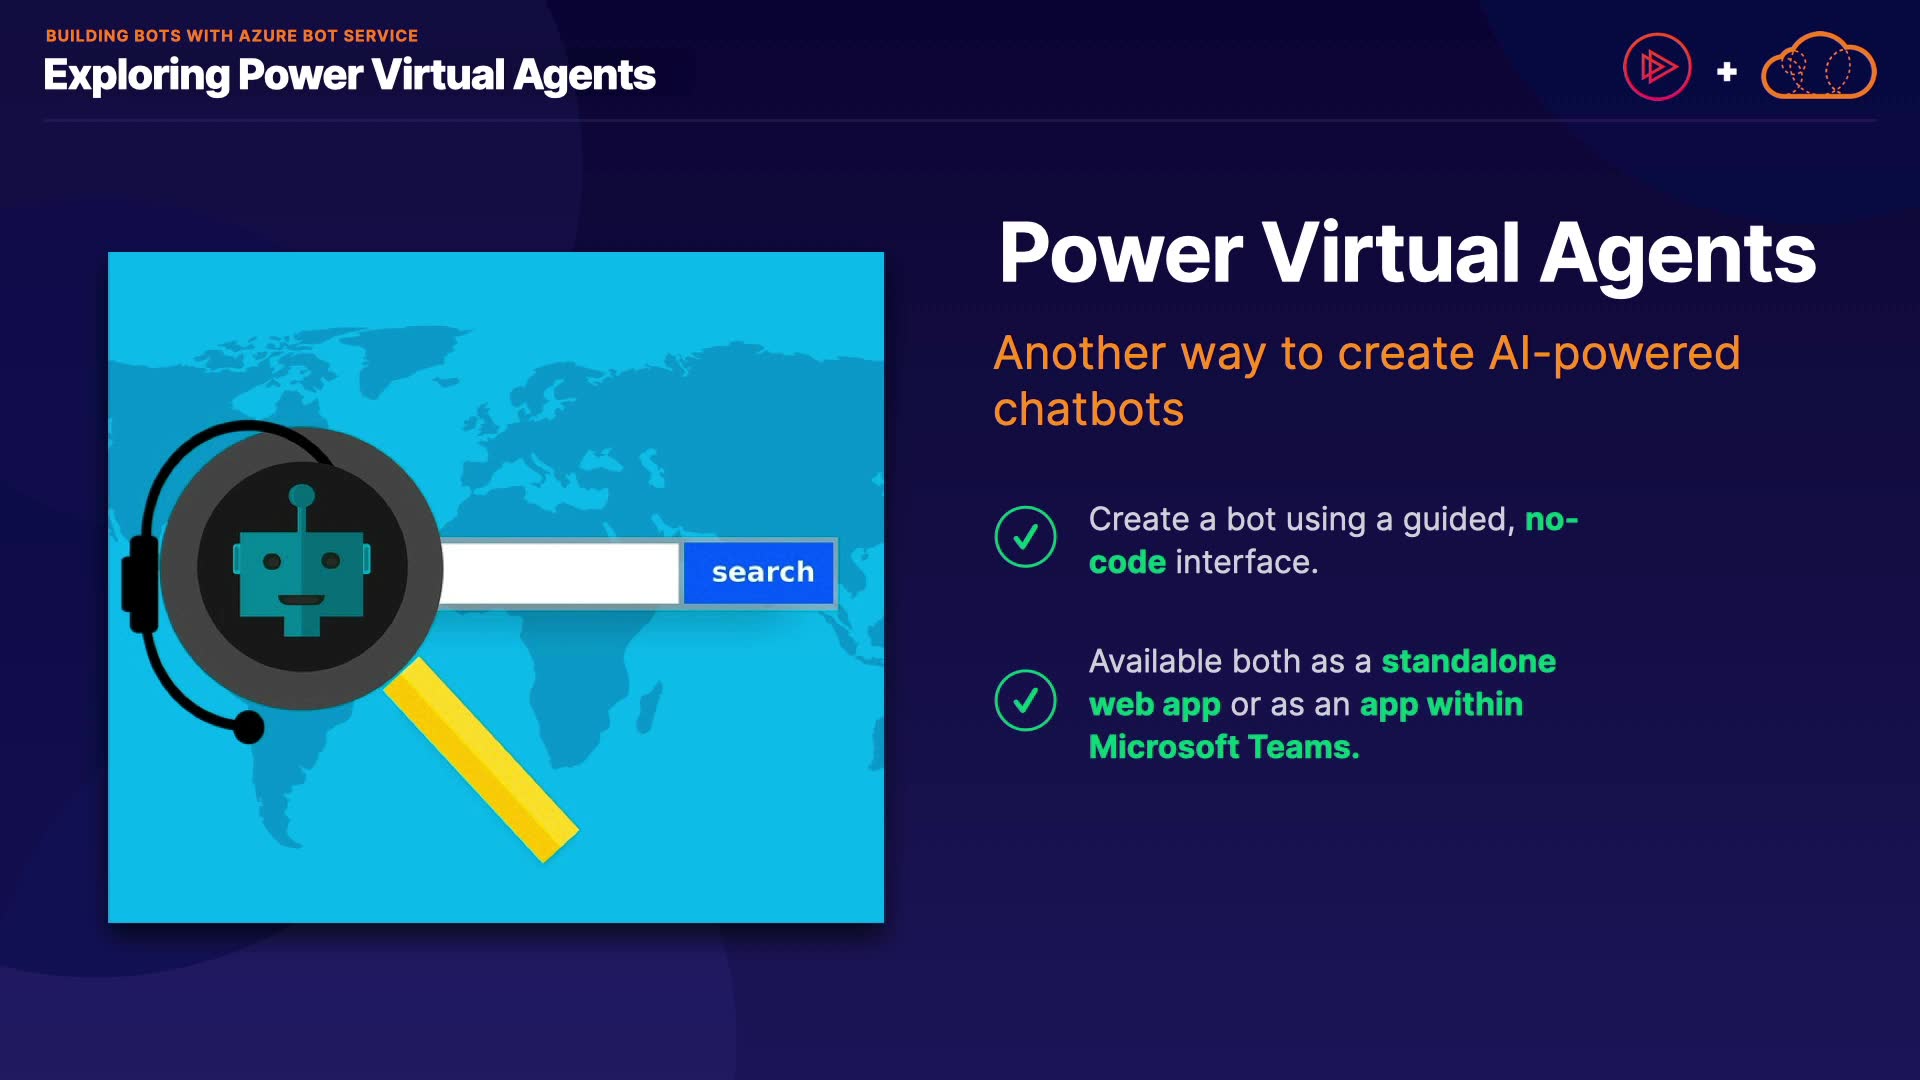 BUILDING BOTS WITH AZURE BOT SERVICE
Exploring Power Virtual Agents
Power Virtual Agents
Another way to create AI-powered
chatbots
Create a bot using a guided, no-
code interface.
Available both as a standalone
web app or as an app within
Microsoft Teams.
search